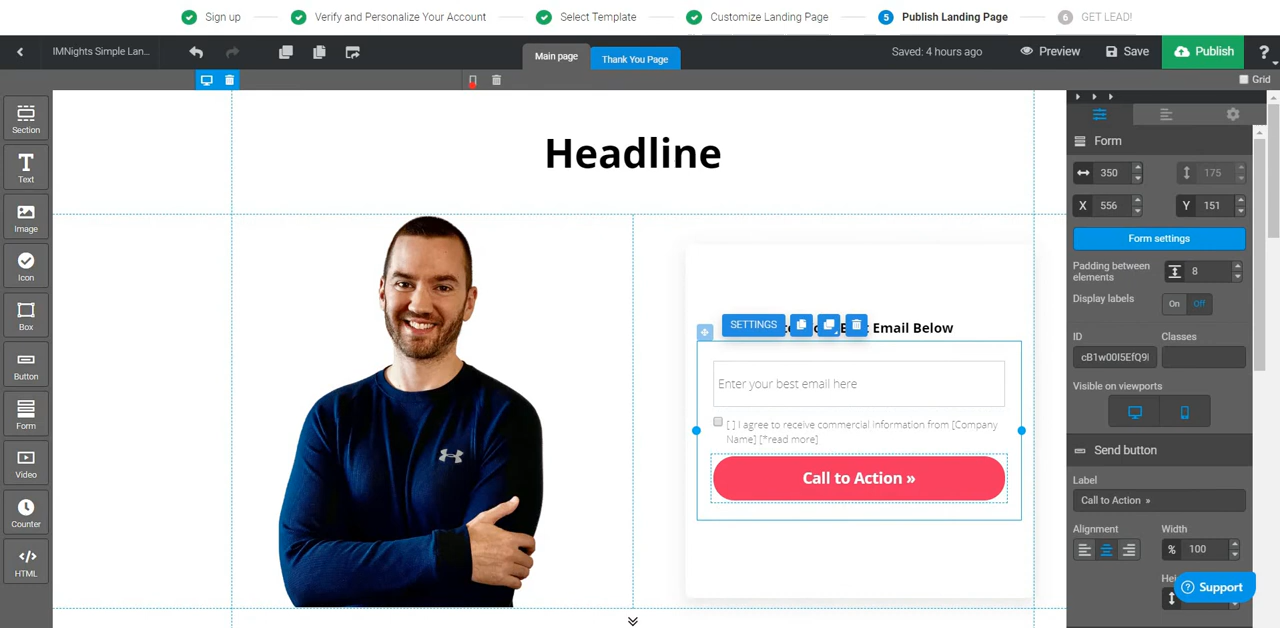 Sign up
Verify and Personalize Your Account
Select Template
Customize Landing Page
5 Publish Landing Page
6 GET LEAD!
IMNights Simple Lan...
Main page
Thank You Page
Saved: 4 hours ago
Preview
Save
Publish
?
Grid
Section
Text
Image
Icon
Box
Button
Form
Video
Counter
HTML
Headline
SETTINGS
Email Below
Enter your best email here
[ ] I agree to receive commercial information from [Company
Name] [*read more]
Call to Action »
Form
350
175
X 556
Y 151
Form settings
Padding between
elements
8
Display labels
On Off
ID
Classes
cB1w00I5EfQ9I
Visible on viewports
Send button
Label
Call to Action »
Alignment
Width
% 100
Support